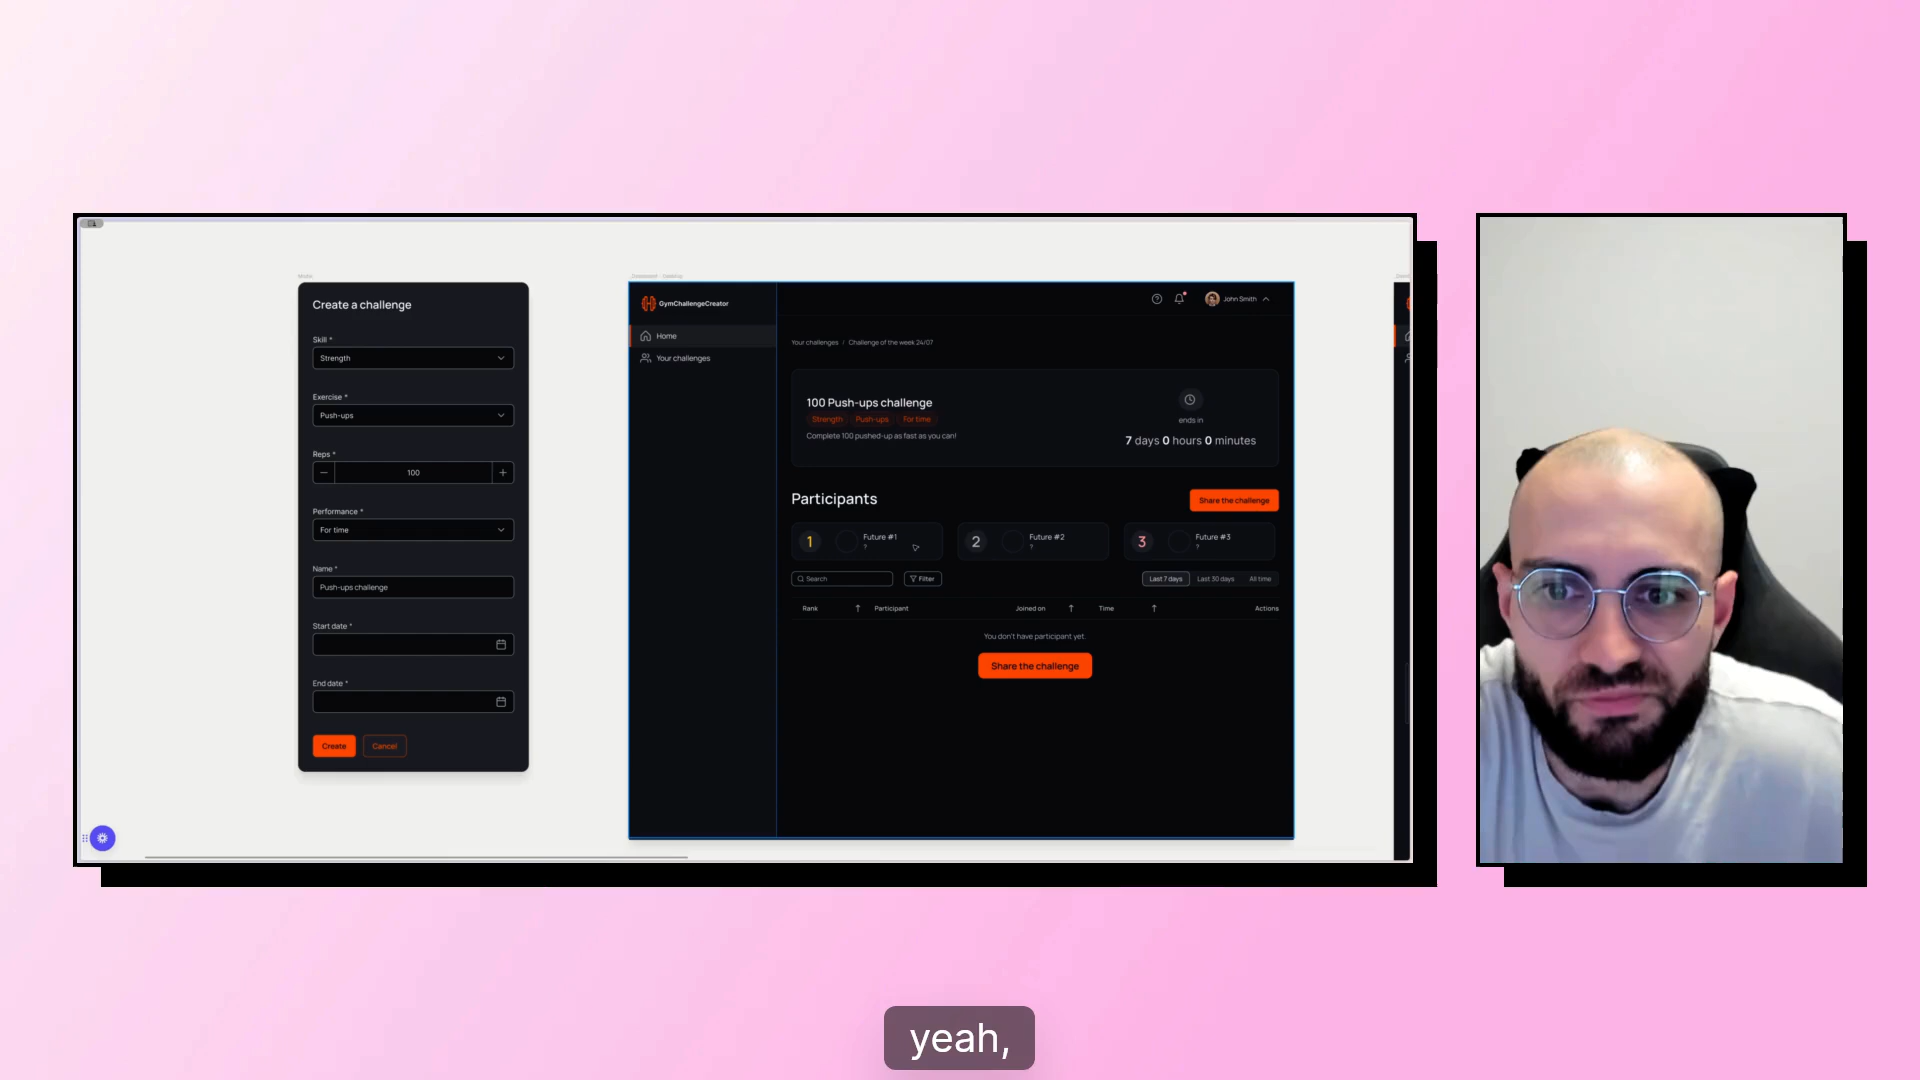 Create a challenge
Skill *
Strength
Exercise *
Push-ups
Reps *
100
Performance *
For time
Name *
Push-ups challenge
Start date *
End date *
Create
Cancel
GymChallengeCreator
John Smith
Home
Your challenges
Your challenges / Challenge of the week 24/07
100 Push-ups challenge
Strength Push-ups For time
Complete 100 pushed-up as fast as you can!
ends in
7 days 0 hours 0 minutes
Participants
Share the challenge
1
Future #1
?
2
Future #2
?
3
Future #3
?
Search
Filter
Last 7 days
Last 30 days
All time
Rank
Participant
Joined on
Time
Actions
You don't have participant yet.
Share the challenge
yeah,